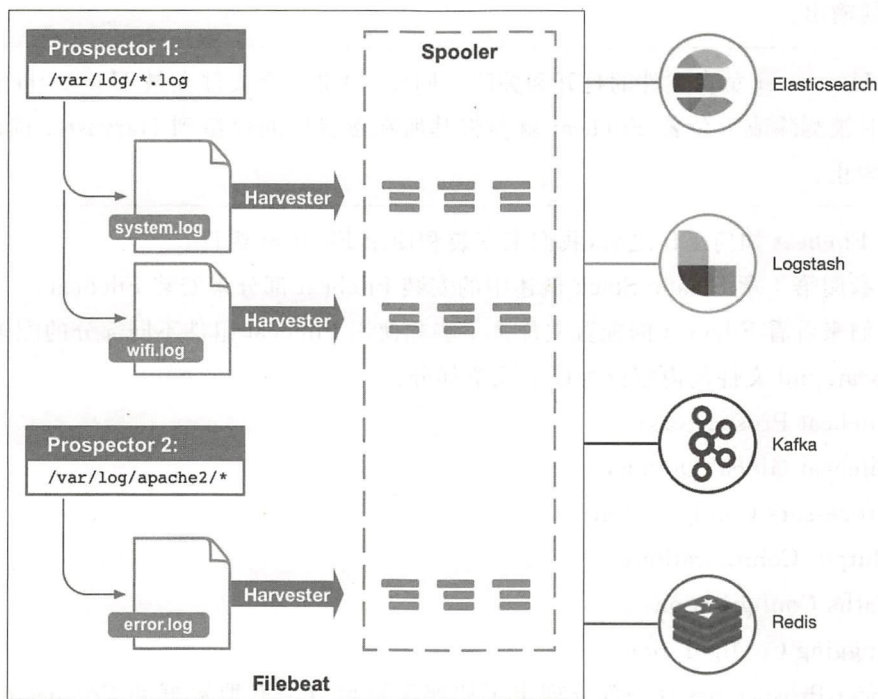 Prospector 1:
/var/log/*.log
system.log
Harvester
wifi.log
Harvester
Prospector 2:
/var/log/apache2/*
error.log
Harvester
Spooler
Filebeat
Elasticsearch
Logstash
Kafka
Redis